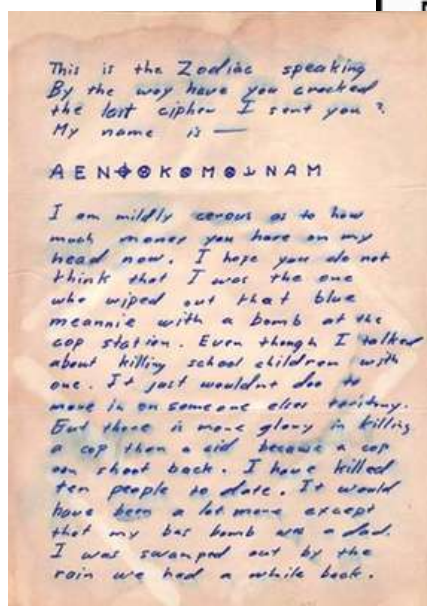 This is the Zodiac speaking
By the way have you cracked
the last cipher I sent you ?
My name is —
A E N ⌖ ⊗ K ⊗ M ⊗ ⅃ N A M
I am mildly cerous as to how
much money you have on my
head now. I hope you do not
think that I was the one
who wiped out that blue
meannie with a bomb at the
cop station. Even though I talked
about killing school children with
one. It just wouldnt doo to
move in on someone elses teritory.
But there is more glory in killing
a cop than a cid because a cop
can shoot back. I have killed
ten people to date. It would
have been a lot more except
that my bus bomb was a dud.
I was swamped out by the
rain we had a while back.